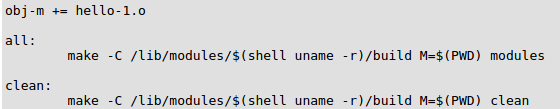 obj-m += hello-1.o
all:
make -C /lib/modules/$(shell uname -r)/build M=$(PWD) modules
clean:
make -C /lib/modules/$(shell uname -r)/build M=$(PWD) clean